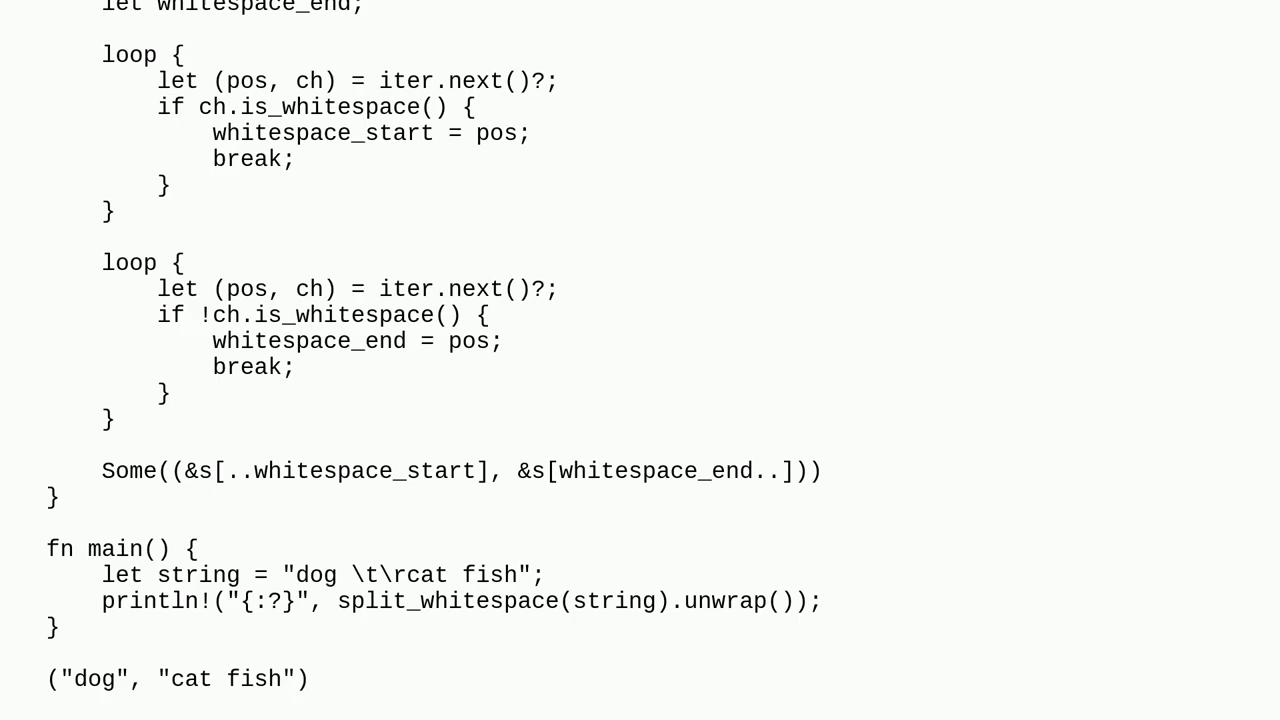 let whitespace_end;

    loop {
        let (pos, ch) = iter.next()?;
        if ch.is_whitespace() {
            whitespace_start = pos;
            break;
        }
    }

    loop {
        let (pos, ch) = iter.next()?;
        if !ch.is_whitespace() {
            whitespace_end = pos;
            break;
        }
    }

    Some((&s[..whitespace_start], &s[whitespace_end..]))
}

fn main() {
    let string = "dog \t\rcat fish";
    println!("{:?}", split_whitespace(string).unwrap());
}

("dog", "cat fish")